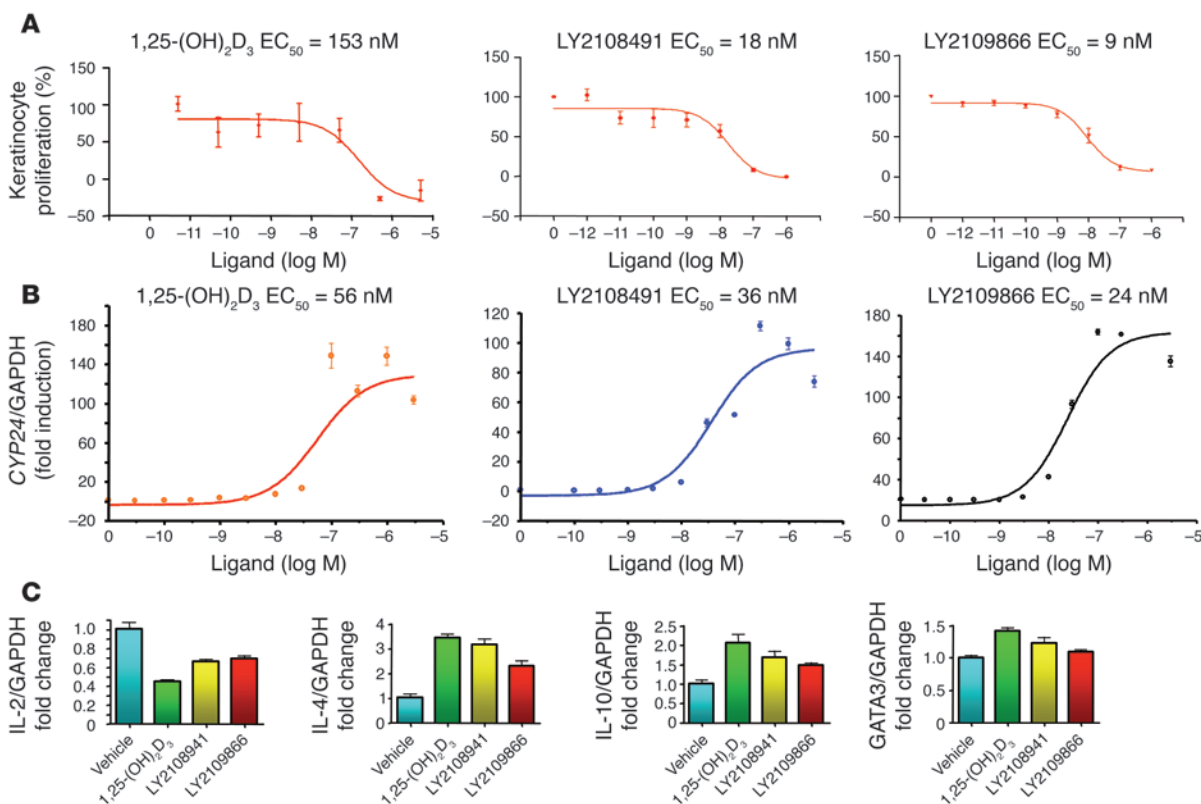 A
1,25-(OH)₂D₃ EC₅₀ = 153 nM
LY2108491 EC₅₀ = 18 nM
LY2109866 EC₅₀ = 9 nM
Keratinocyte
proliferation (%)
150
100
50
0
–50
0 –11 –10 –9 –8 –7 –6 –5
Ligand (log M)
150
100
50
0
–50
0 –12 –11 –10 –9 –8 –7 –6
Ligand (log M)
150
100
50
0
–50
0 –12 –11 –10 –9 –8 –7 –6
Ligand (log M)
B
1,25-(OH)₂D₃ EC₅₀ = 56 nM
LY2108491 EC₅₀ = 36 nM
LY2109866 EC₅₀ = 24 nM
CYP24/GAPDH
(fold induction)
180
140
100
60
20
–20
0 –10 –9 –8 –7 –6 –5
Ligand (log M)
120
100
80
60
40
20
0
–20
0 –10 –9 –8 –7 –6 –5
Ligand (log M)
180
160
140
120
80
40
0
0 –10 –9 –8 –7 –6 –5
Ligand (log M)
C
IL-2/GAPDH
fold change
1.0
0.8
0.6
0.4
0.2
0
Vehicle
1,25-(OH)₂D₃
LY2108941
LY2109866
IL-4/GAPDH
fold change
4
3
2
1
0
Vehicle
1,25-(OH)₂D₃
LY2108941
LY2109866
IL-10/GAPDH
fold change
2.5
2.0
1.5
1.0
0.5
0
Vehicle
1,25-(OH)₂D₃
LY2108941
LY2109866
GATA3/GAPDH
fold change
1.5
1.0
0.5
0
Vehicle
1,25-(OH)₂D₃
LY2108941
LY2109866